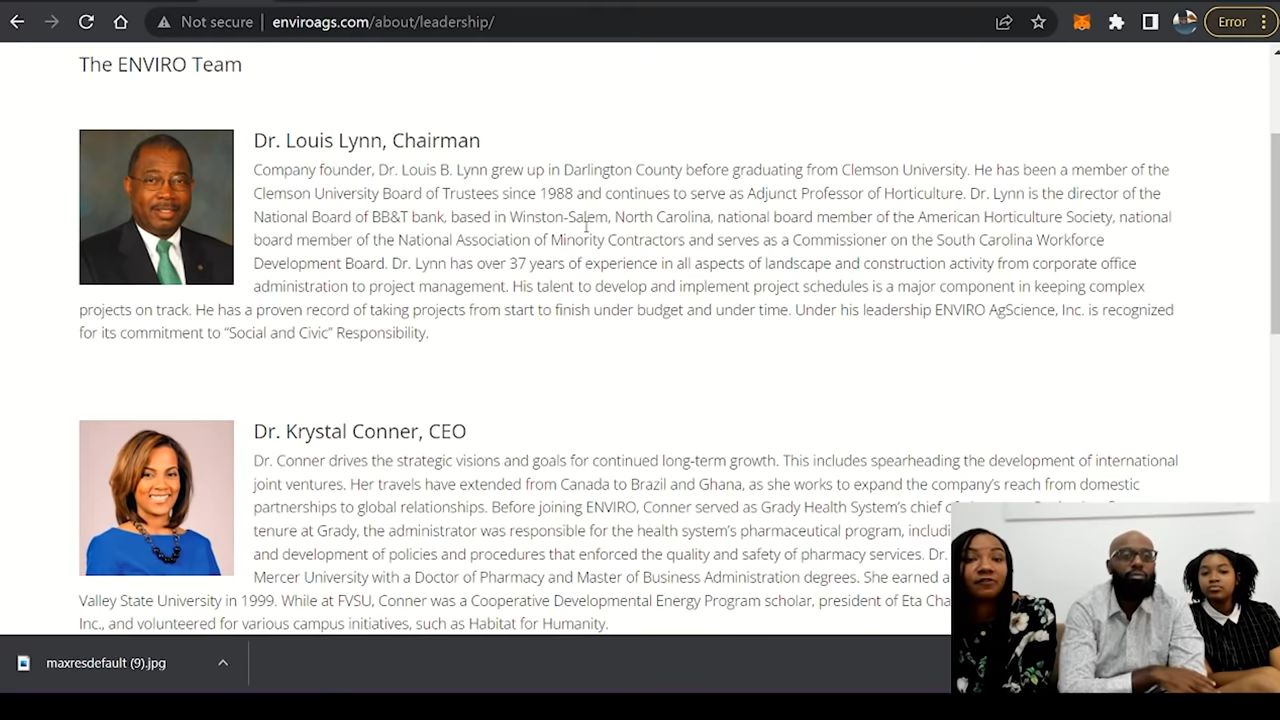 Not secure enviroags.com/about/leadership/ Error
The ENVIRO Team
Dr. Louis Lynn, Chairman
Company founder, Dr. Louis B. Lynn grew up in Darlington County before graduating from Clemson University. He has been a member of the
Clemson University Board of Trustees since 1988 and continues to serve as Adjunct Professor of Horticulture. Dr. Lynn is the director of the
National Board of BB&T bank, based in Winston-Salem, North Carolina, national board member of the American Horticulture Society, national
board member of the National Association of Minority Contractors and serves as a Commissioner on the South Carolina Workforce
Development Board. Dr. Lynn has over 37 years of experience in all aspects of landscape and construction activity from corporate office
administration to project management. His talent to develop and implement project schedules is a major component in keeping complex
projects on track. He has a proven record of taking projects from start to finish under budget and under time. Under his leadership ENVIRO AgScience, Inc. is recognized
for its commitment to “Social and Civic” Responsibility.
Dr. Krystal Conner, CEO
Dr. Conner drives the strategic visions and goals for continued long-term growth. This includes spearheading the development of international
joint ventures. Her travels have extended from Canada to Brazil and Ghana, as she works to expand the company’s reach from domestic
partnerships to global relationships. Before joining ENVIRO, Conner served as Grady Health System’s chief
tenure at Grady, the administrator was responsible for the health system’s pharmaceutical program,
and development of policies and procedures that enforced the quality and safety of pharmacy services. Dr.
Mercer University with a Doctor of Pharmacy and Master of Business Administration degrees. She earned a
Valley State University in 1999. While at FVSU, Conner was a Cooperative Developmental Energy Program scholar, president of Eta
Inc., and volunteered for various campus initiatives, such as Habitat for Humanity.
maxresdefault (9).jpg